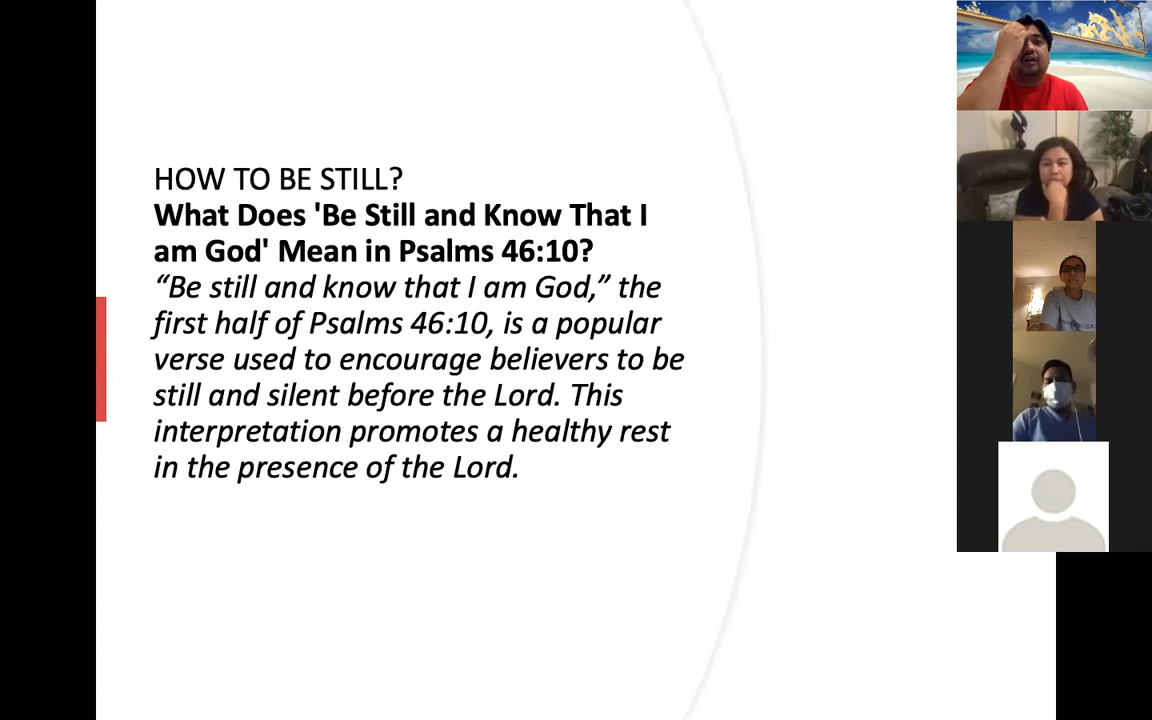 HOW TO BE STILL?
What Does 'Be Still and Know That I
am God' Mean in Psalms 46:10?
“Be still and know that I am God,” the
first half of Psalms 46:10, is a popular
verse used to encourage believers to be
still and silent before the Lord. This
interpretation promotes a healthy rest
in the presence of the Lord.